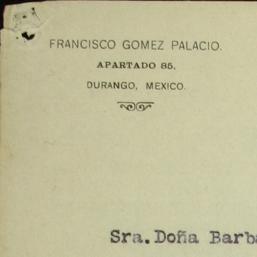 FRANCISCO GOMEZ PALACIO.
APARTADO 85,
DURANGO, MEXICO.
Sra. Doña Barba